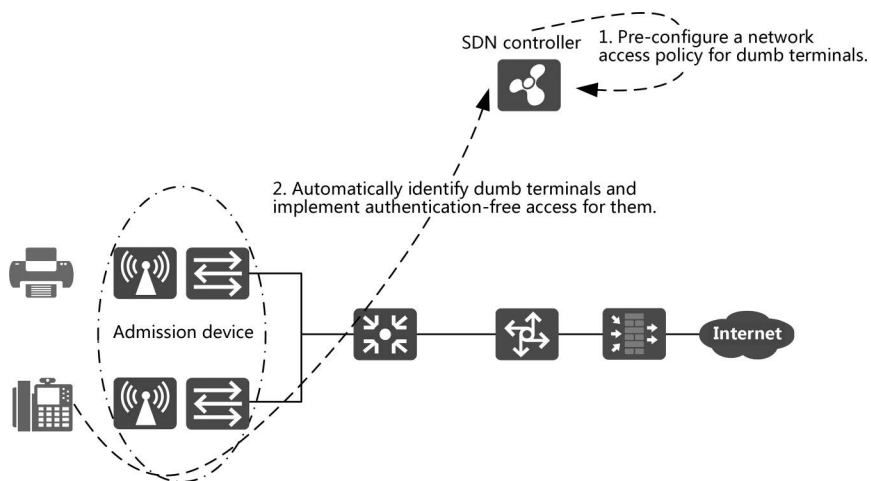 SDN controller
1. Pre-configure a network
access policy for dumb terminals.
2. Automatically identify dumb terminals and
implement authentication-free access for them.
Admission device
Internet